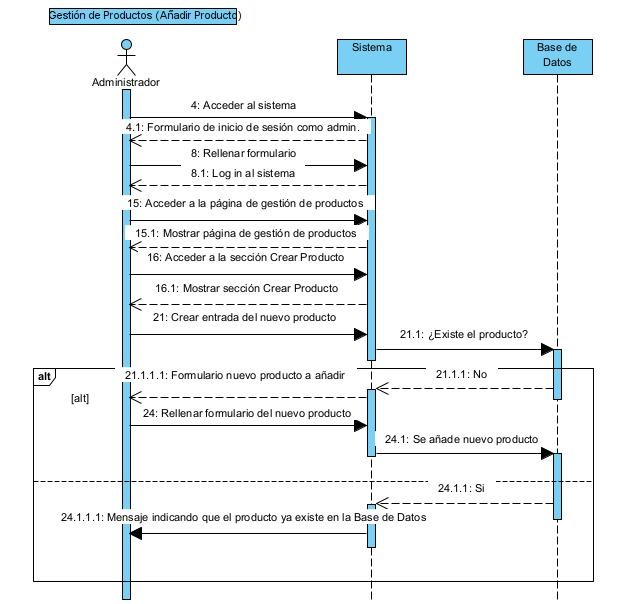 Gestión de Productos (Añadir Producto)
Sistema
Base de
Datos
Administrador
4: Acceder al sistema
4.1: Formulario de inicio de sesión como admin.
8: Rellenar formulario
8.1: Log in al sistema
15: Acceder a la página de gestión de productos
15.1: Mostrar página de gestión de productos
16: Acceder a la sección Crear Producto
16.1: Mostrar sección Crear Producto
21: Crear entrada del nuevo producto
21.1: ¿Existe el producto?
alt
21.1.1.1: Formulario nuevo producto a añadir
21.1.1: No
[alt]
24: Rellenar formulario del nuevo producto
24.1: Se añade nuevo producto
24.1.1: Si
24.1.1.1: Mensaje indicando que el producto ya existe en la Base de Datos